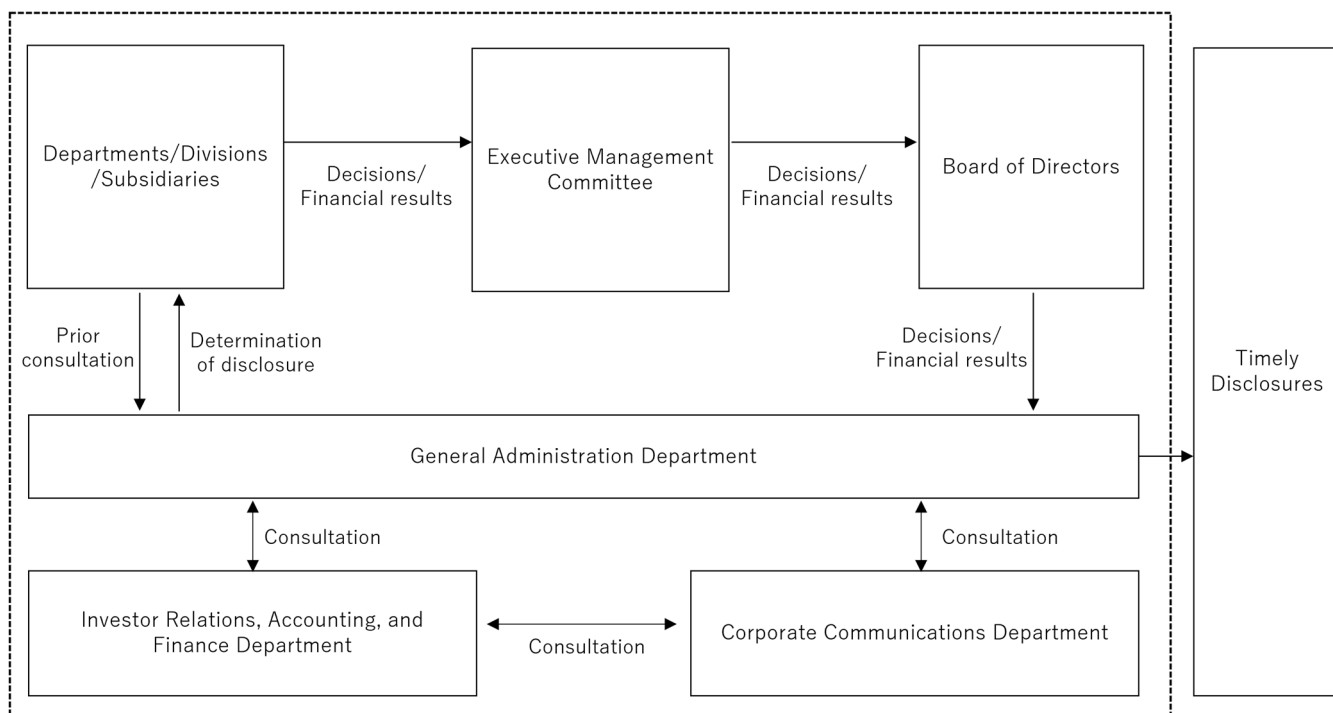 Departments/Divisions
/Subsidiaries
Decisions/
Financial results
Executive Management
Committee
Decisions/
Financial results
Board of Directors
Prior
consultation
Determination
of disclosure
Decisions/
Financial results
Timely
Disclosures
General Administration Department
Consultation
Consultation
Investor Relations, Accounting, and
Finance Department
Consultation
Corporate Communications Department